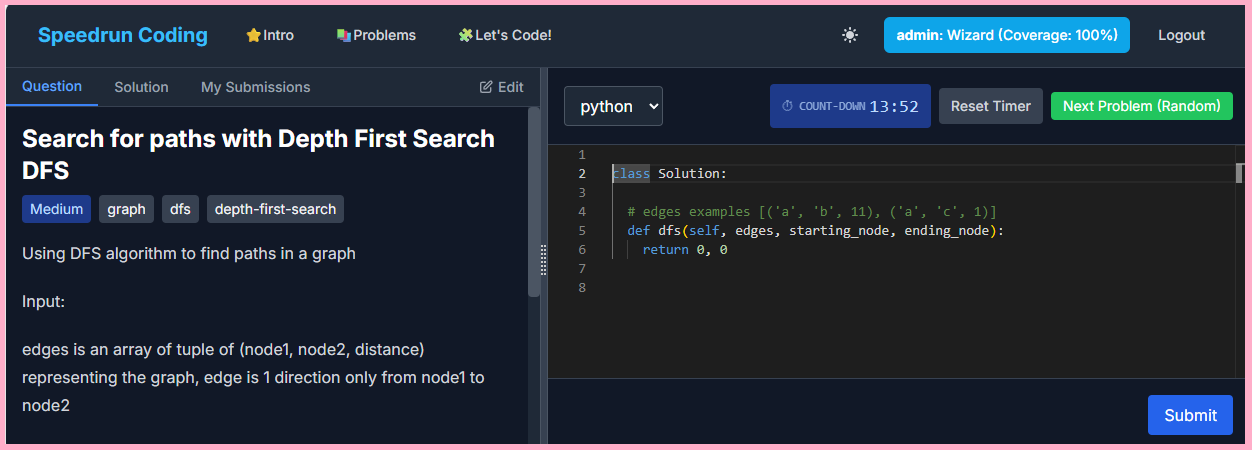 Speedrun Coding
⭐Intro
📚Problems
🧩Let's Code!
admin: Wizard (Coverage: 100%)
Logout
Question
Solution
My Submissions
Edit
Search for paths with Depth First Search
DFS
Medium
graph
dfs
depth-first-search
Using DFS algorithm to find paths in a graph
Input:
edges is an array of tuple of (node1, node2, distance)
representing the graph, edge is 1 direction only from node1 to
node2
python
⏱ COUNT-DOWN 13:52
Reset Timer
Next Problem (Random)
1
2 class Solution:
3
4 # edges examples [('a', 'b', 11), ('a', 'c', 1)]
5 def dfs(self, edges, starting_node, ending_node):
6 return 0, 0
7
8
Submit